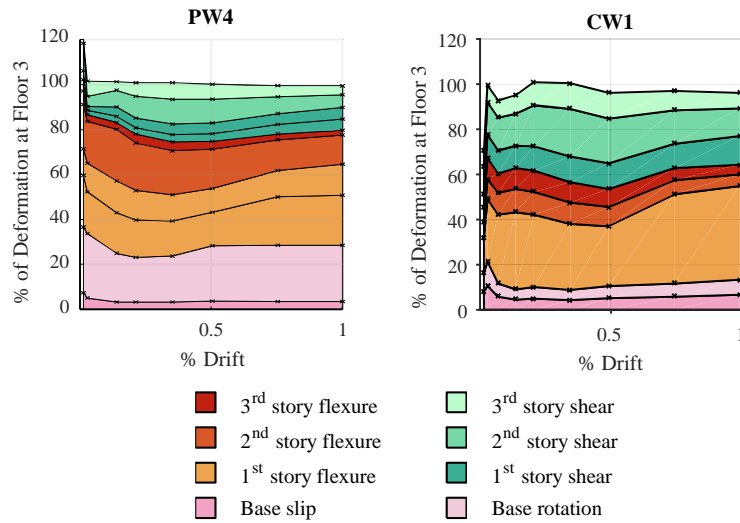 PW4
CW1
% of Deformation at Floor 3
120
100
80
60
40
20
0
0.5
1
% Drift
% of Deformation at Floor 3
120
100
80
60
40
20
0
0.5
1
% Drift
3rd story flexure
2nd story flexure
1st story flexure
Base slip
3rd story shear
2nd story shear
1st story shear
Base rotation